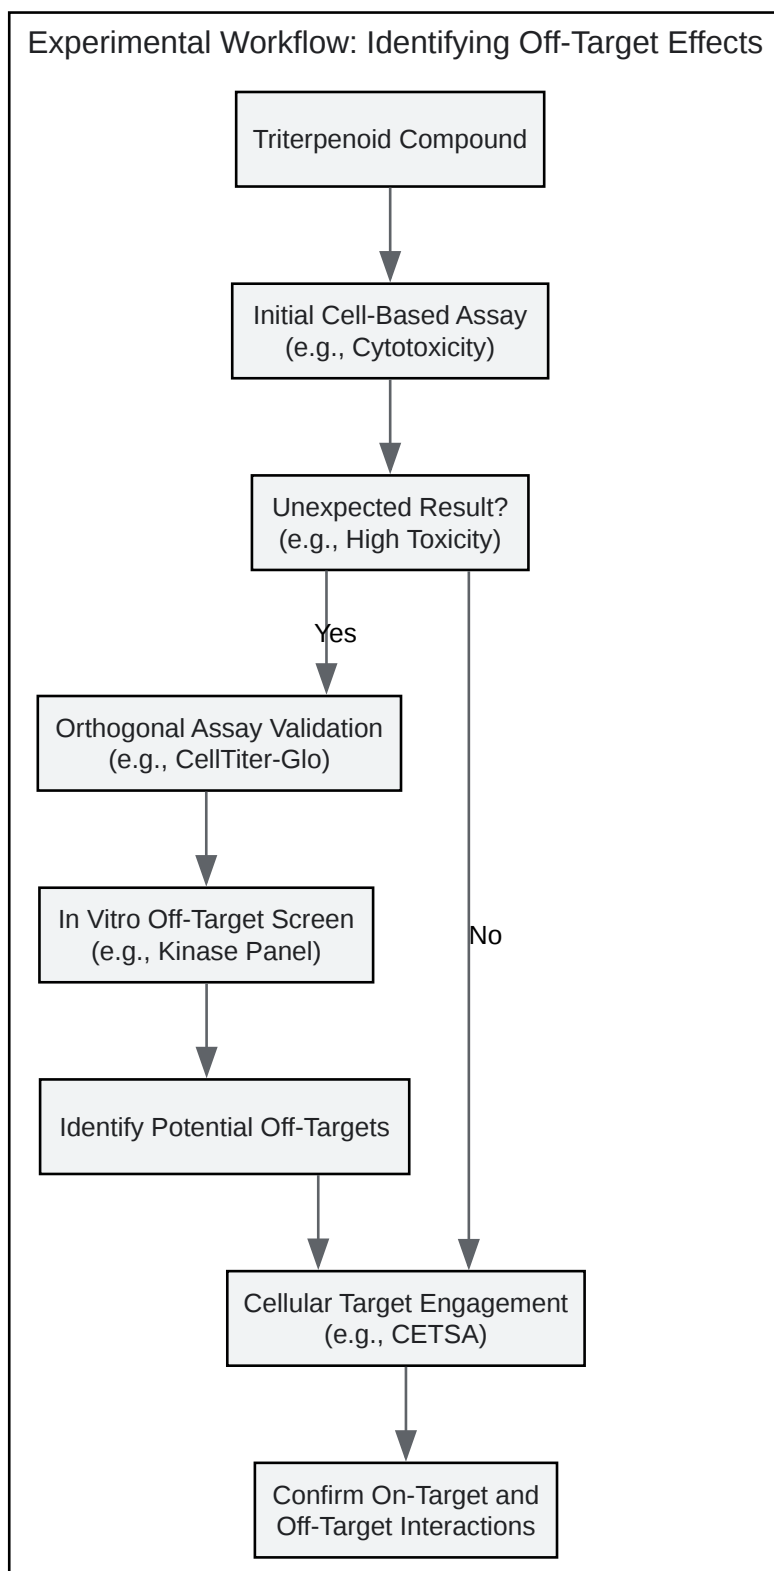 Experimental Workflow: Identifying Off-Target Effects
Triterpenoid Compound
Initial Cell-Based Assay
(e.g., Cytotoxicity)
Unexpected Result?
(e.g., High Toxicity)
Yes
Orthogonal Assay Validation
(e.g., CellTiter-Glo)
In Vitro Off-Target Screen
(e.g., Kinase Panel)
No
Identify Potential Off-Targets
Cellular Target Engagement
(e.g., CETSA)
Confirm On-Target and
Off-Target Interactions